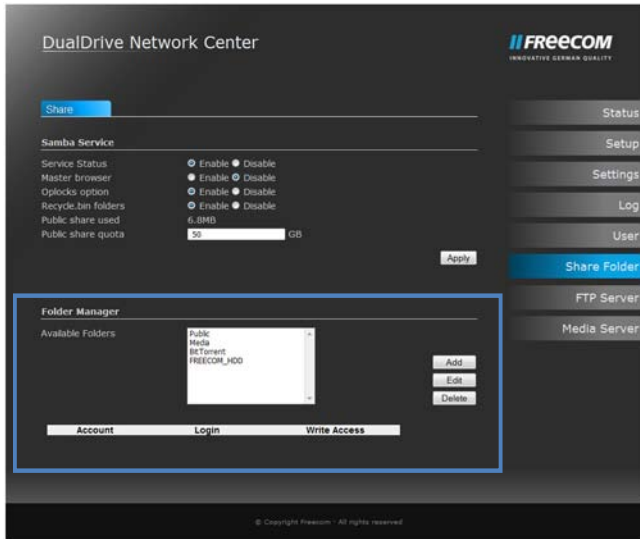 DualDrive Network Center
FREECOM
INNOVATIVE GERMAN QUALITY
Share
Samba Service
Service Status Enable Disable
Master browser Enable Disable
Oplocks option Enable Disable
Recycle.bin folders Enable Disable
Public share used 6.8MB
Public share quota 50 GB
Apply
Folder Manager
Available Folders
Public
Media
BitTorrent
FREECOM_HDD
Add
Edit
Delete
Account Login Write Access
Status
Setup
Settings
Log
User
Share Folder
FTP Server
Media Server
© Copyright Freecom - All rights reserved